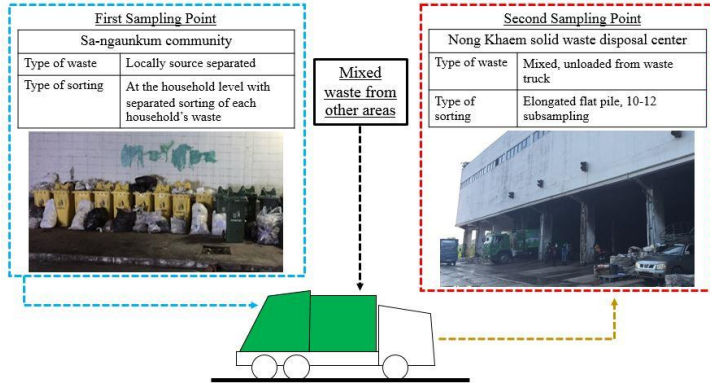 First Sampling Point
Sa-ngaunkum community
Type of waste
Locally source separated
Type of sorting
At the household level with
separated sorting of each
household's waste
Mixed
waste from
other areas
Second Sampling Point
Nong Khaem solid waste disposal center
Type of waste
Mixed, unloaded from waste
truck
Type of
sorting
Elongated flat pile, 10-12
subsampling